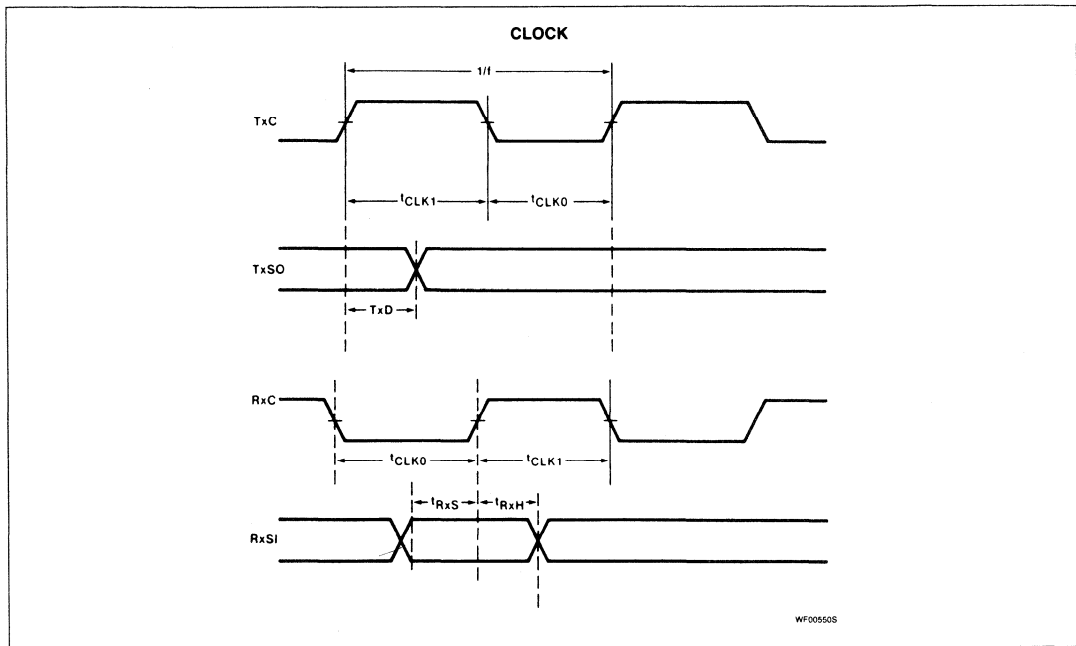 CLOCK
1/f
TxC
tCLK1
tCLK0
TxSO
TxD
RxC
tCLK0
tCLK1
tRxS
tRxH
RxSI
WF00550S